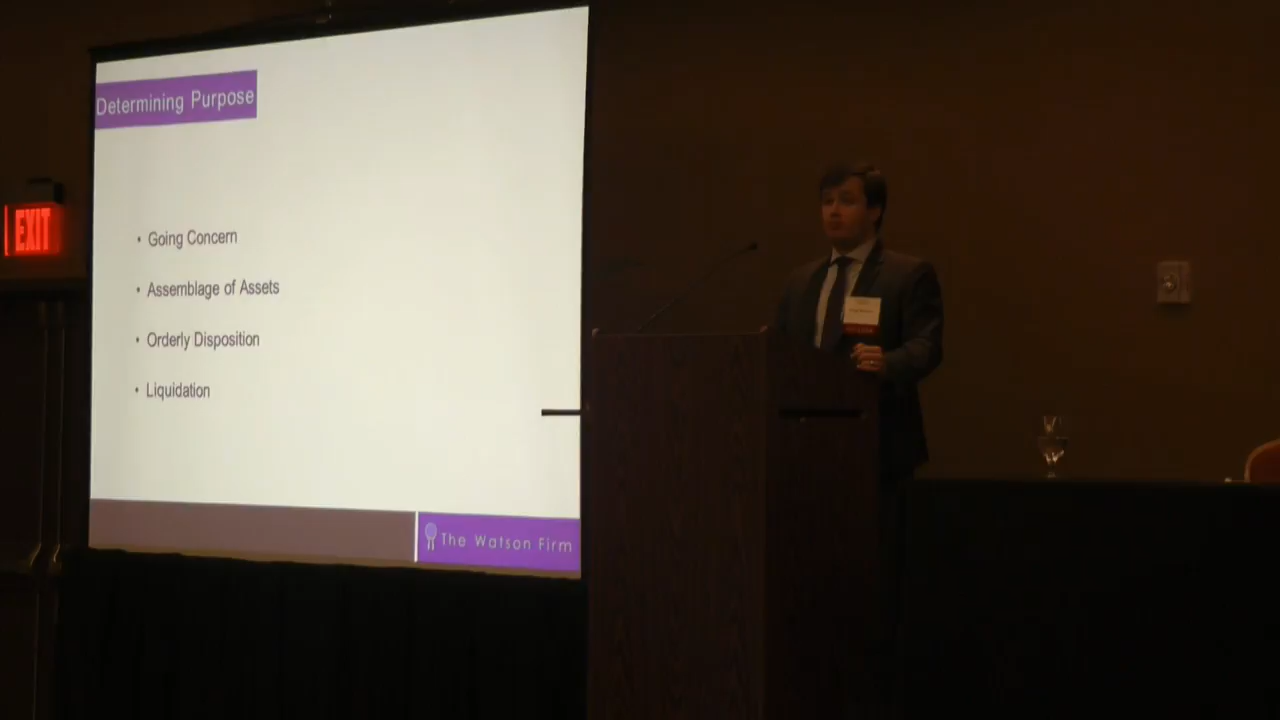 Determining Purpose
EXIT
• Going Concern
• Assemblage of Assets
• Orderly Disposition
• Liquidation
The Watson Firm